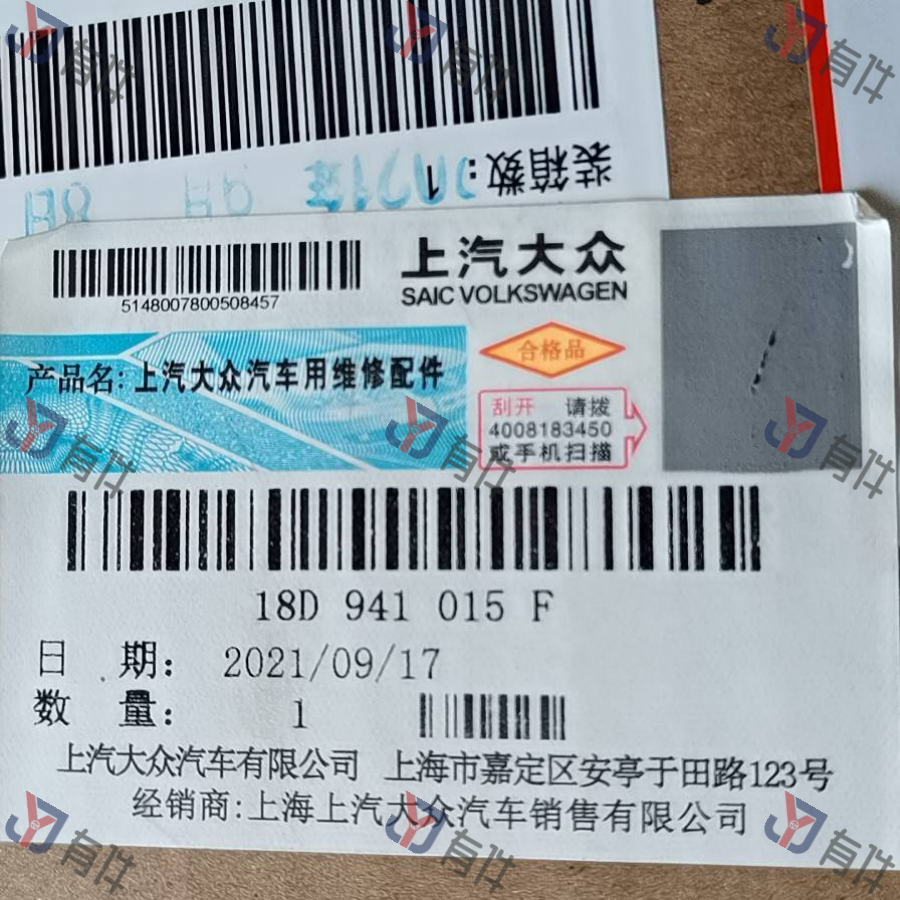 装箱数: 1
上汽大众
SAIC VOLKSWAGEN
5148007800508457
合格品
产品名: 上汽大众汽车用维修配件
刮开 请拨
4008183450
或手机扫描
18D 941 015 F
日 期: 2021/09/17
数 量: 1
上汽大众汽车有限公司 上海市嘉定区安亭于田路123号
经销商:上海上汽大众汽车销售有限公司
有件